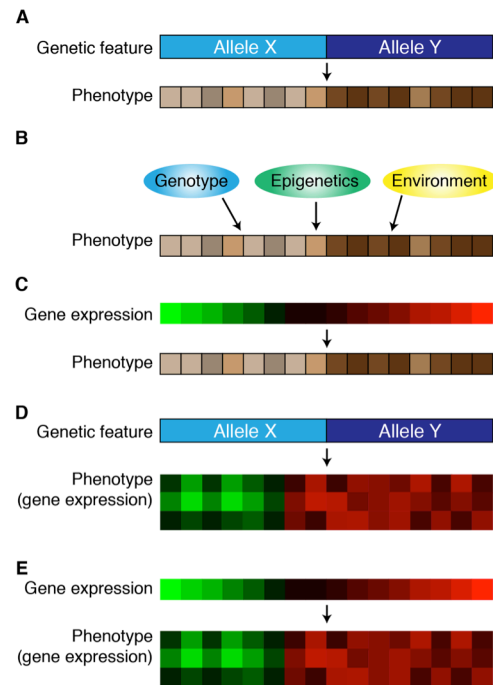 A
Genetic feature
Allele X
Allele Y
Phenotype
B
Genotype
Epigenetics
Environment
Phenotype
C
Gene expression
Phenotype
D
Genetic feature
Allele X
Allele Y
Phenotype
(gene expression)
E
Gene expression
Phenotype
(gene expression)